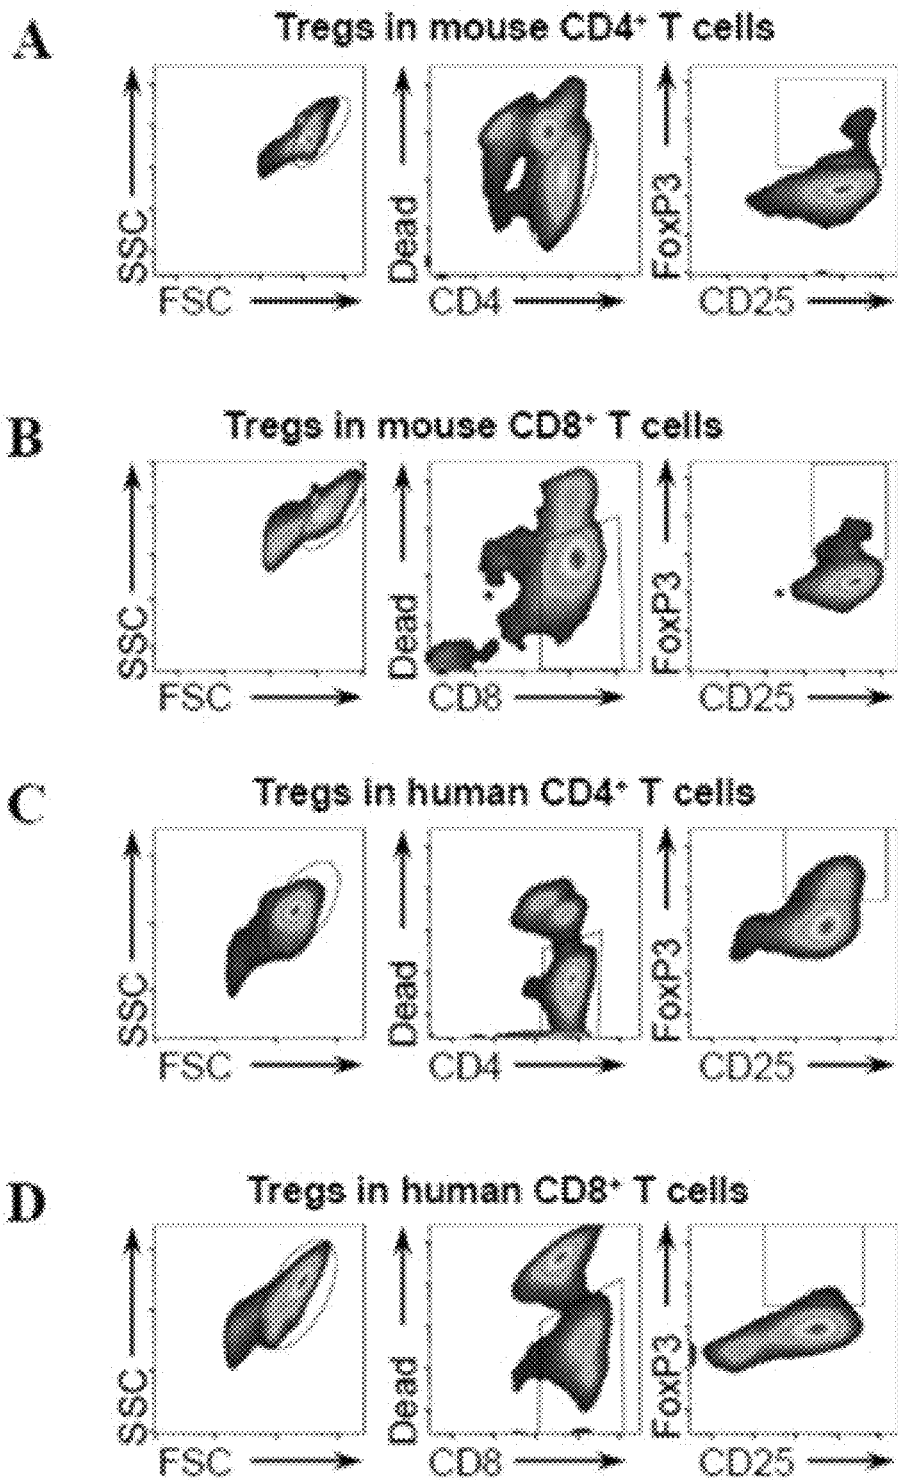 A
Tregs in mouse CD4⁺ T cells
SSC
FSC
Dead
CD4
FoxP3
CD25
B
Tregs in mouse CD8⁺ T cells
SSC
FSC
Dead
CD8
FoxP3
CD25
C
Tregs in human CD4⁺ T cells
SSC
FSC
Dead
CD4
FoxP3
CD25
D
Tregs in human CD8⁺ T cells
SSC
FSC
Dead
CD8
FoxP3
CD25